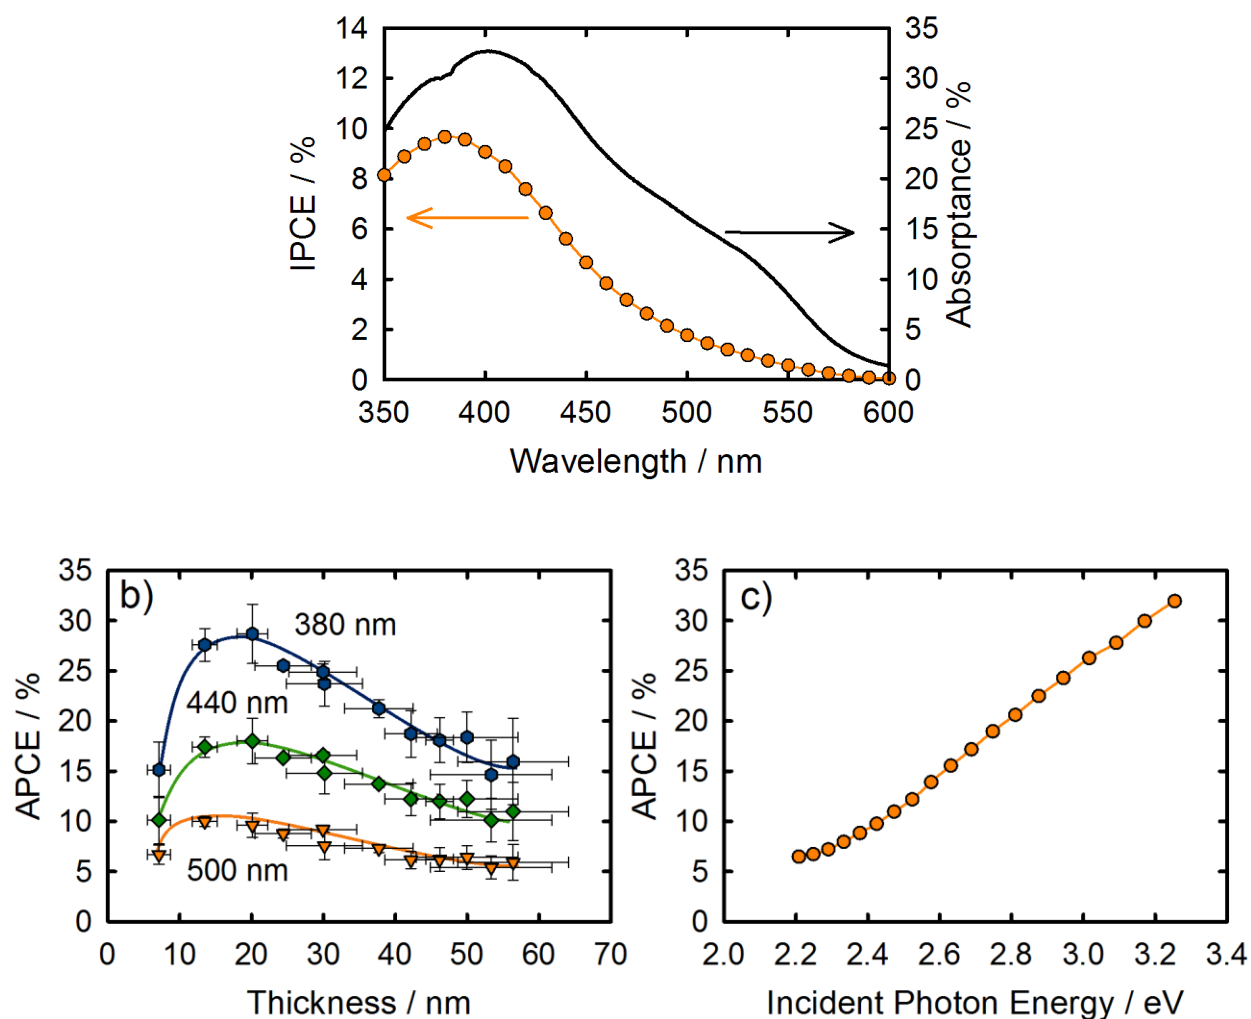 14
12
10
8
6
4
2
0
IPCE / %
35
30
25
20
15
10
5
0
Absorptance / %
350 400 450 500 550 600
Wavelength / nm
b)
35
30
25
20
15
10
5
0
APCE / %
380 nm
440 nm
500 nm
0 10 20 30 40 50 60 70
Thickness / nm
c)
35
30
25
20
15
10
5
0
APCE / %
2.0 2.2 2.4 2.6 2.8 3.0 3.2 3.4
Incident Photon Energy / eV